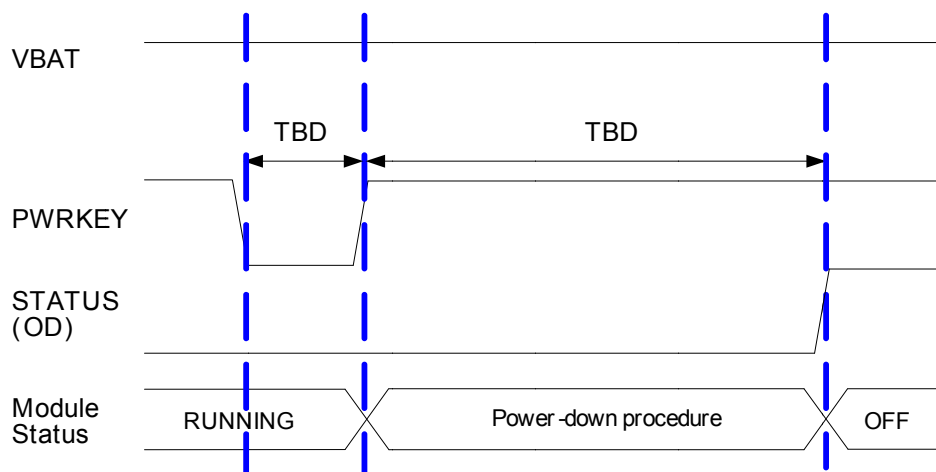 VBAT
TBD
TBD
PWRKEY
STATUS
(OD)
Module
Status
RUNNING
Power-down procedure
OFF